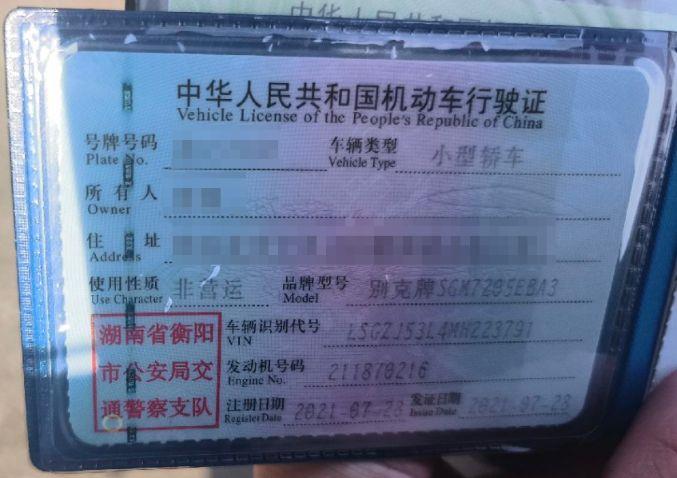 中华人民共和国机动车行驶证
Vehicle License of the People's Republic of China
号牌号码 车辆类型 小型轿车
Plate No. Vehicle Type
所有人
Owner
住址
Address
使用性质 非营运 品牌型号 别克牌SGM7205EBA3
Use Character Model
湖南省衡阳
市公安局交
通警察支队
车辆识别代号
VIN
发动机号码 211870216
Engine No.
注册日期 2021-07-28 发证日期 2021-07-28
Register Date Issue Date